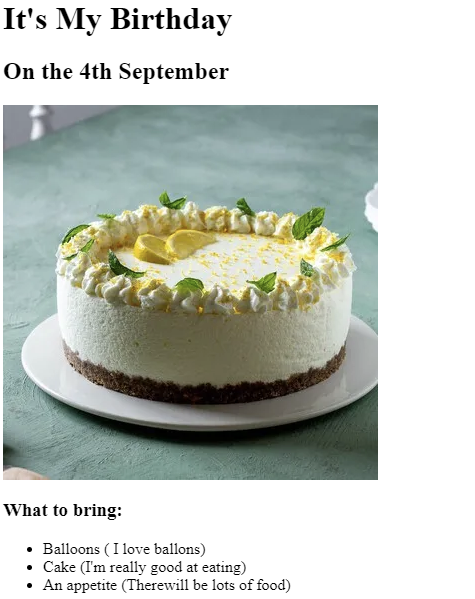 It's My Birthday
On the 4th September
What to bring:
• Balloons ( I love ballons)
• Cake (I'm really good at eating)
• An appetite (Therewill be lots of food)